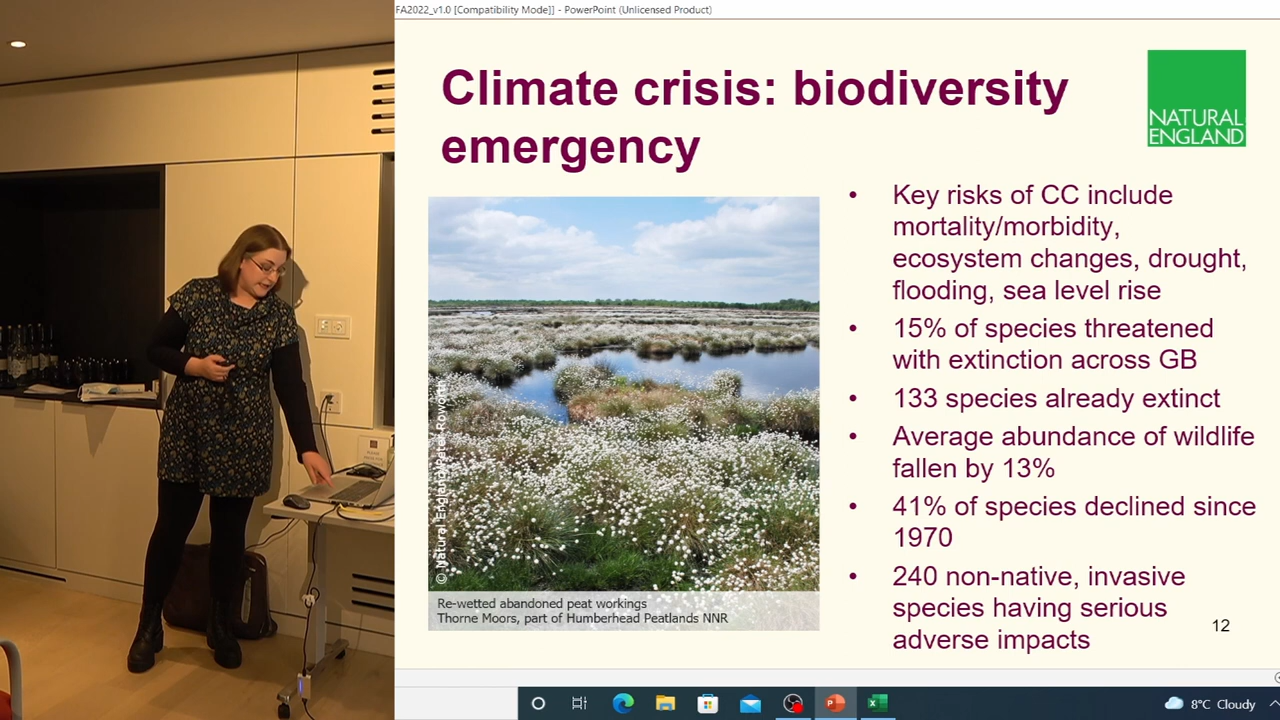 FA2022_v1.0 [Compatibility Mode]] - PowerPoint (Unlicensed Product)
Climate crisis: biodiversity
emergency
NATURAL
ENGLAND
• Key risks of CC include
mortality/morbidity,
ecosystem changes, drought,
flooding, sea level rise
• 15% of species threatened
with extinction across GB
• 133 species already extinct
• Average abundance of wildlife
fallen by 13%
• 41% of species declined since
1970
• 240 non-native, invasive
species having serious
adverse impacts
© Natural England/Peter Roworth
Re-wetted abandoned peat workings
Thorne Moors, part of Humberhead Peatlands NNR
12
8°C Cloudy